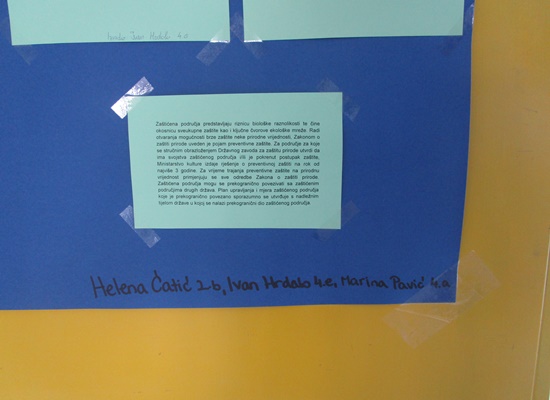 Ivan Hrdalo 4.e
Zaštićena područja predstavljaju riznicu biološke raznolikosti te čine
okosnicu sveukupne zaštite kao i ključne čvorove ekološke mreže. Radi
otvaranja mogućnosti brze zaštite neke prirodne vrijednosti, Zakonom o
zaštiti prirode uveden je pojam preventivne zaštite. Za područje za koje
se stručnim obrazloženjem Državnog zavoda za zaštitu prirode utvrdi da
ima svojstva zaštićenog područja i/ili je pokrenut postupak zaštite,
Ministarstvo kulture izdaje rješenje o preventivnoj zaštiti na rok od
najviše 3 godine. Za vrijeme trajanja preventivne zaštite na prirodnu
vrijednost primjenjuju se sve odredbe Zakona o zaštiti prirode.
Zaštićena područja mogu se prekogranično povezivati sa zaštićenim
područjima drugih država. Plan upravljanja i mjera zaštićenog područja
koje je prekogranično povezano sporazumno se utvrđuje s nadležnim
tijelom države u kojoj se nalazi prekogranični dio zaštićenog područja.
Helena Ćatić 2.b, Ivan Hrdalo 4.e, Marina Pavić 4.a